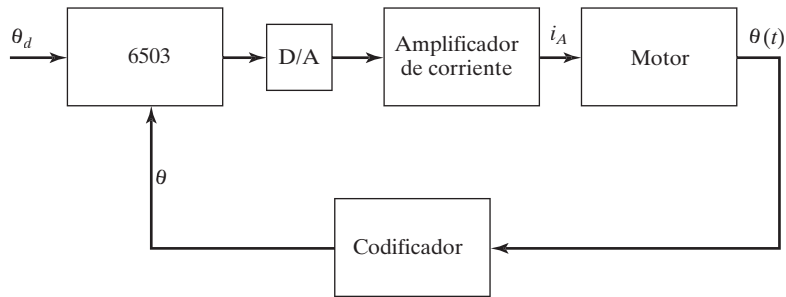 θd
6503
D/A
Amplificador
de corriente
iA
Motor
θ(t)
θ
Codificador